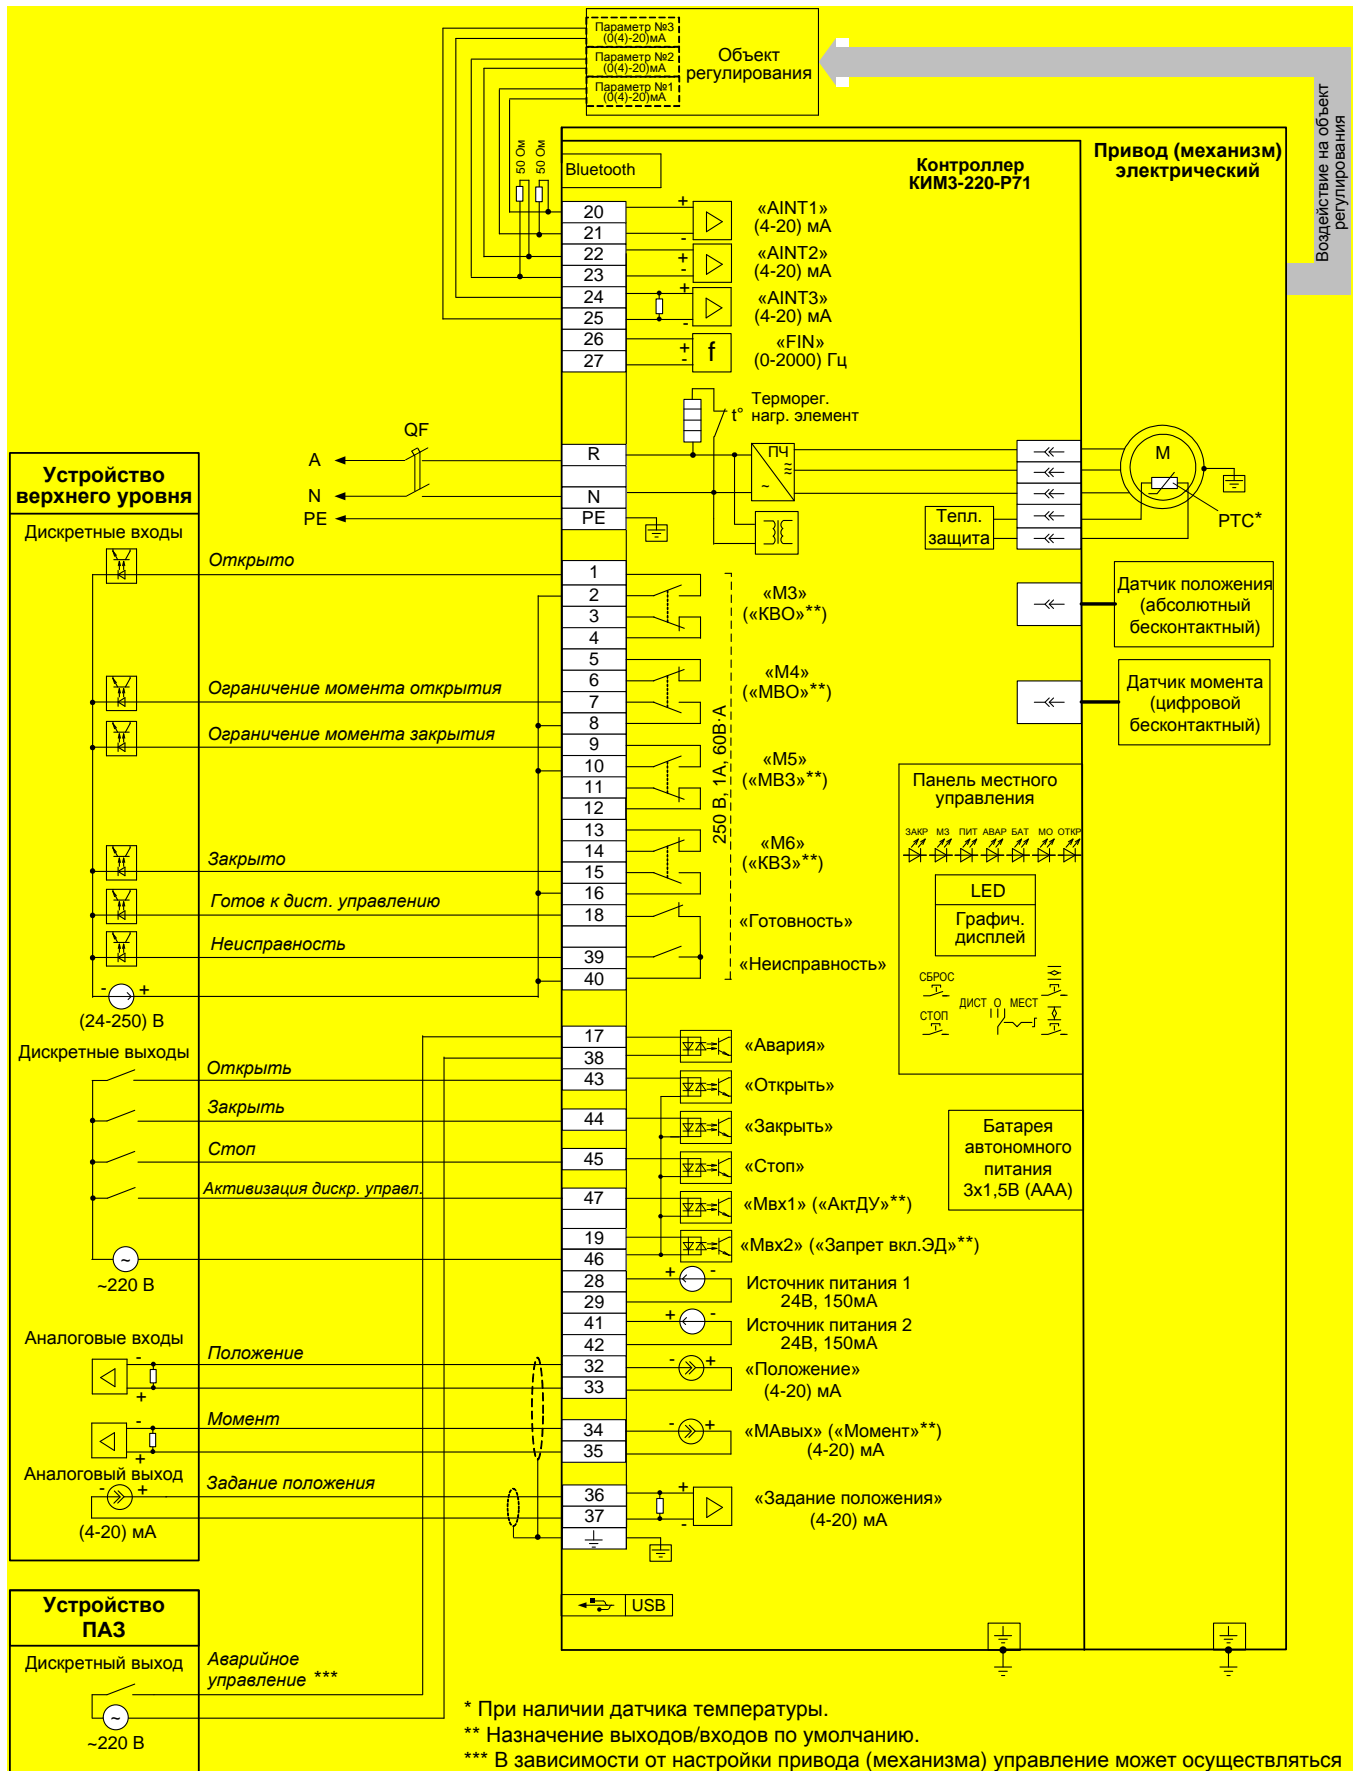 Параметр №3
(0(4)-20)мА
Параметр №2
(0(4)-20)мА
Параметр №1
(0(4)-20)мА
Объект
регулирования
Воздействие на объект
регулирования
50 Ом
50 Ом
Bluetooth
Контроллер
КИМ3-220-Р71
Привод (механизм)
электрический
20
21
22
23
24
25
26
27
+
-
«AINT1»
(4-20) мА
+
-
«AINT2»
(4-20) мА
+
-
«AINT3»
(4-20) мА
+
-
f
«FIN»
(0-2000) Гц
t°
Терморег.
нагр. элемент
QF
A
N
PE
R
N
PE
ПЧ
≈
~
M
PTC*
Тепл.
защита
Устройство
верхнего уровня
Дискретные входы
Открыто
Ограничение момента открытия
Ограничение момента закрытия
Закрыто
Готов к дист. управлению
Неисправность
- +
(24-250) В
1
2
3
4
5
6
7
8
9
10
11
12
13
14
15
16
18
39
40
«М3»
(«КВО»**)
«М4»
(«МВО»**)
«М5»
(«МВЗ»**)
«М6»
(«КВЗ»**)
«Готовность»
«Неисправность»
250 В, 1А, 60В·А
Датчик положения
(абсолютный
бесконтактный)
Датчик момента
(цифровой
бесконтактный)
Панель местного
управления
ЗАКР МЗ ПИТ АВАР БАТ МО ОТКР
LED
Графич.
дисплей
СБРОС
СТОП
ДИСТ О МЕСТ
Дискретные выходы
Открыть
Закрыть
Стоп
Активизация дискр. управл.
~
~220 В
17
38
43
44
45
47
19
46
28
29
41
42
32
33
34
35
36
37
«Авария»
«Открыть»
«Закрыть»
«Стоп»
«Мвх1» («АктДУ»**)
«Мвх2» («Запрет вкл.ЭД»**)
+ -
Источник питания 1
24В, 150мА
+ -
Источник питания 2
24В, 150мА
- +
«Положение»
(4-20) мА
- +
«МАвых» («Момент»**)
(4-20) мА
+
-
«Задание положения»
(4-20) мА
Батарея
автономного
питания
3х1,5В (ААА)
Аналоговые входы
-
+
Положение
-
+
Момент
Аналоговый выход
- +
Задание положения
(4-20) мА
USB
Устройство
ПАЗ
Дискретный выход
Аварийное
управление ***
~
~220 В
* При наличии датчика температуры.
** Назначение выходов/входов по умолчанию.
*** В зависимости от настройки привода (механизма) управление может осуществляться